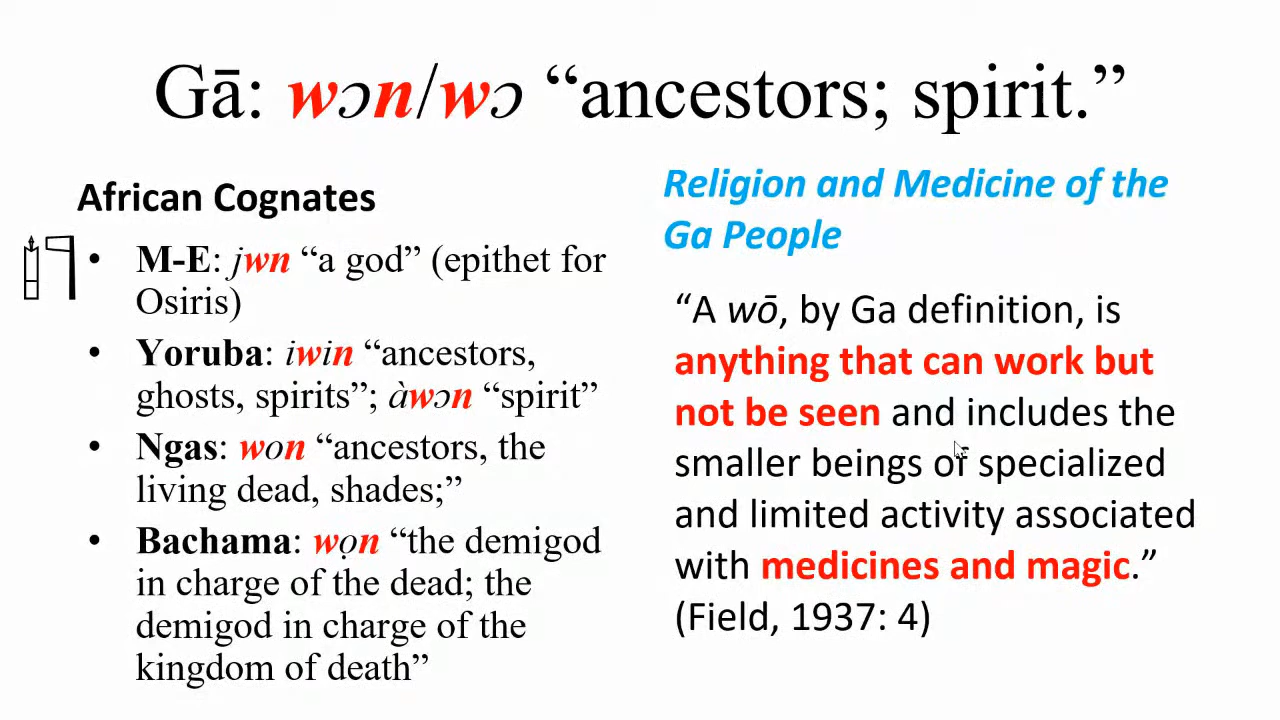 Gā: wɔn/wɔ “ancestors; spirit.”
African Cognates
• M-E: jwn “a god” (epithet for
Osiris)
• Yoruba: iwin “ancestors,
ghosts, spirits”; àwɔn “spirit”
• Ngas: won “ancestors, the
living dead, shades;”
• Bachama: wọn “the demigod
in charge of the dead; the
demigod in charge of the
kingdom of death”
Religion and Medicine of the
Ga People
“A wō, by Ga definition, is
anything that can work but
not be seen and includes the
smaller beings of specialized
and limited activity associated
with medicines and magic.”
(Field, 1937: 4)